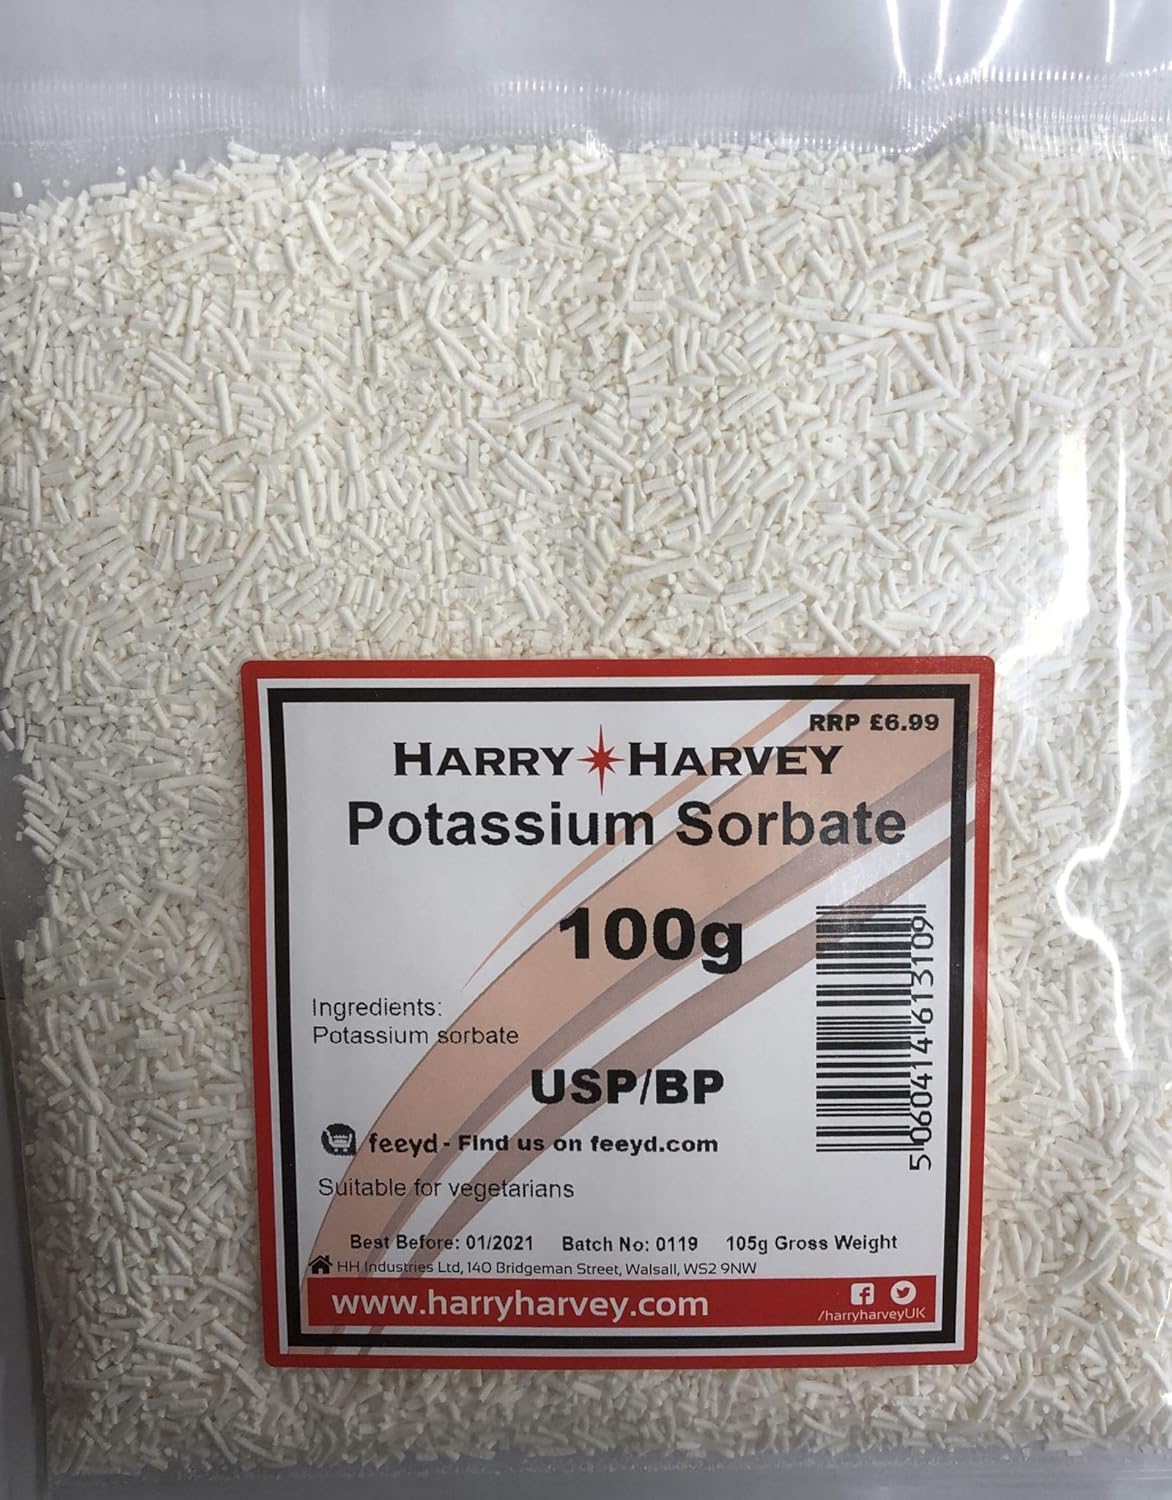 RRP £6.99
HARRY HARVEY
Potassium Sorbate
100g
Ingredients:
Potassium sorbate
USP/BP
feeyd - FInd us on feeyd.com
Suitable for vegetarians
Best Before: 01/2021 Batch No: 0119 105g Gross Weight
HH Industries Ltd, 140 Bridgeman Street, Walsall, WS2 9NW
www.harryharvey.com
/harryharveyUK
5 060414 613109